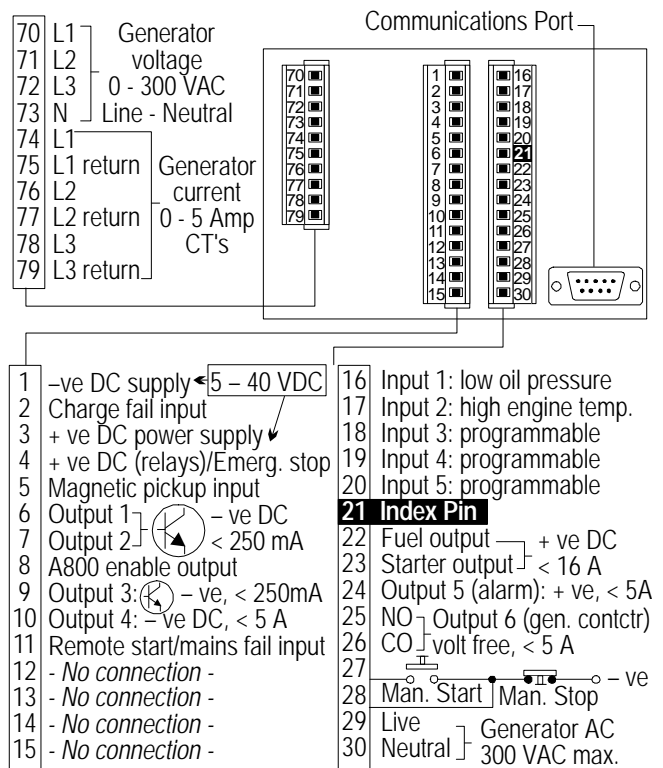 Communications Port
70 L1 Generator
71 L2 voltage
72 L3 0 - 300 VAC
73 N Line - Neutral
74 L1
75 L1 return Generator
76 L2 current
77 L2 return 0 - 5 Amp
78 L3 CT's
79 L3 return
70
71
72
73
74
75
76
77
78
79
1
2
3
4
5
6
7
8
9
10
11
12
13
14
15
16
17
18
19
20
21
22
23
24
25
26
27
28
29
30
1 –ve DC supply 5 – 40 VDC
2 Charge fail input
3 + ve DC power supply
4 + ve DC (relays)/Emerg. stop
5 Magnetic pickup input
6 Output 1 – ve DC
7 Output 2 < 250 mA
8 A800 enable output
9 Output 3: – ve, < 250mA
10 Output 4: – ve DC, < 5 A
11 Remote start/mains fail input
12 - No connection -
13 - No connection -
14 - No connection -
15 - No connection -
16 Input 1: low oil pressure
17 Input 2: high engine temp.
18 Input 3: programmable
19 Input 4: programmable
20 Input 5: programmable
21 Index Pin
22 Fuel output + ve DC
23 Starter output < 16 A
24 Output 5 (alarm): + ve, < 5A
25 NO Output 6 (gen. contctr)
26 CO volt free, < 5 A
27 – ve
28 Man. Start Man. Stop
29 Live Generator AC
30 Neutral 300 VAC max.